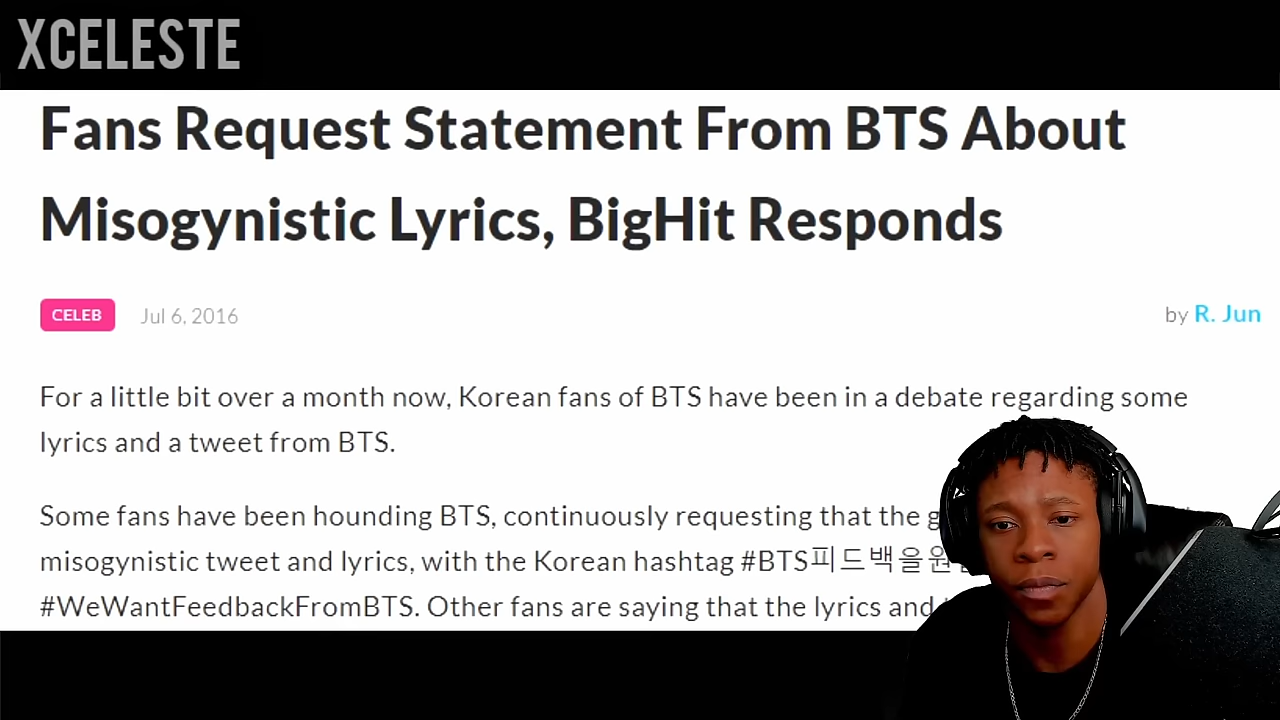 XCELESTE
Fans Request Statement From BTS About
Misogynistic Lyrics, BigHit Responds
CELEB Jul 6, 2016 by R. Jun
For a little bit over a month now, Korean fans of BTS have been in a debate regarding some
lyrics and a tweet from BTS.
Some fans have been hounding BTS, continuously requesting that the
misogynistic tweet and lyrics, with the Korean hashtag #BTS피드백을
#WeWantFeedbackFromBTS. Other fans are saying that the lyrics and